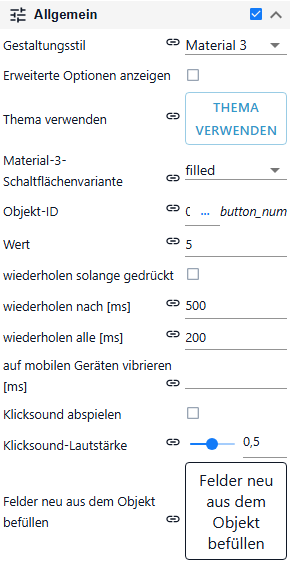 Allgemein
Gestaltungsstil Material 3
Erweiterte Optionen anzeigen
Thema verwenden THEMA
VERWENDEN
Material-3-
Schaltflächenvariante filled
Objekt-ID ... button_num
Wert 5
wiederholen solange gedrückt
wiederholen nach [ms] 500
wiederholen alle [ms] 200
auf mobilen Geräten vibrieren
[ms]
Klicksound abspielen
Klicksound-Lautstärke 0,5
Felder neu aus dem Objekt
befüllen
Felder neu
aus dem
Objekt
befüllen